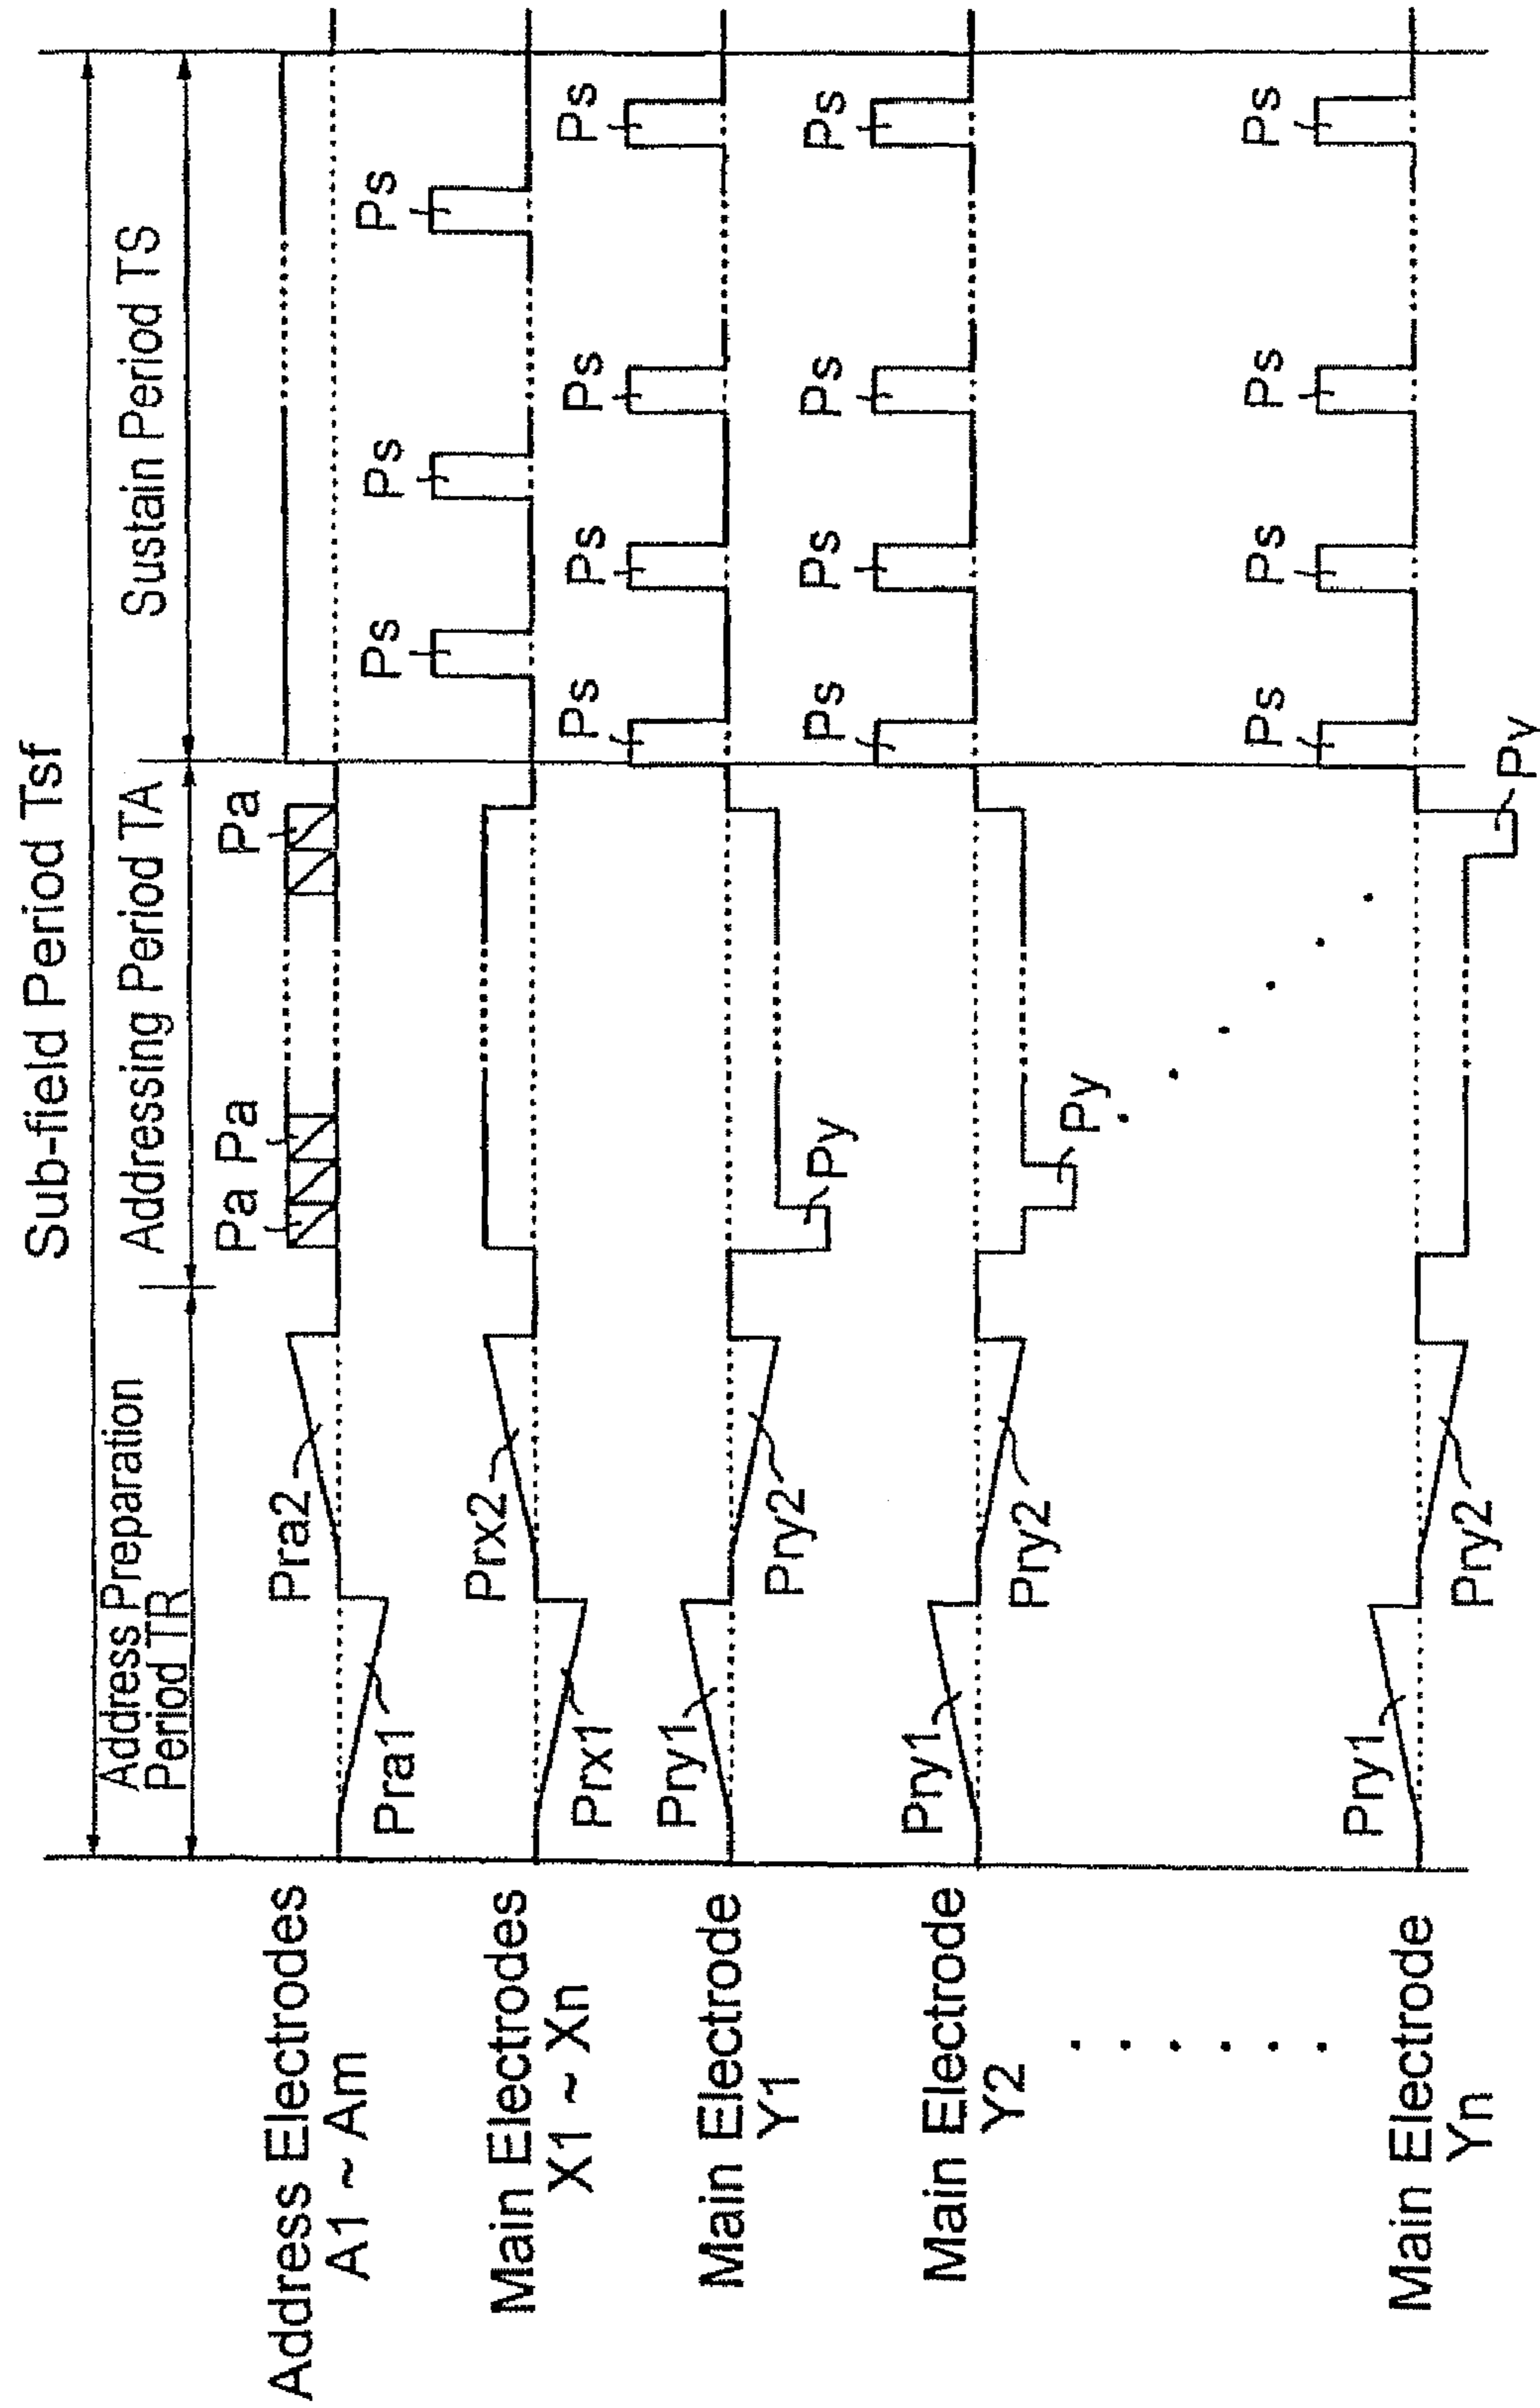 Sub-field Period Tsf
Address Preparation
Period TR
Addressing Period TA
Sustain Period TS
Address Electrodes
A1 ~ Am
Pra1
Pra2
Pa Pa
Pa
Main Electrodes
X1 ~ Xn
Prx1
Prx2
Ps
Ps
Ps
Main Electrode
Y1
Pry1
Pry2
Py
Ps
Ps
Ps
Ps
Main Electrode
Y2
Pry1
Pry2
Py
Ps
Ps
Ps
Ps
Main Electrode
Yn
Pry1
Pry2
Py
Ps
Ps
Ps
Ps